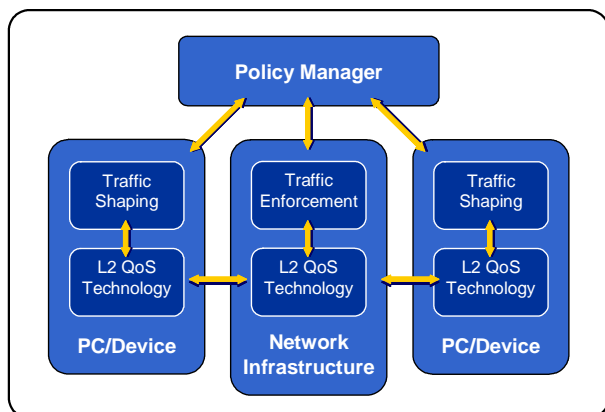 Policy Manager
Traffic
Shaping
L2 QoS
Technology
PC/Device
Traffic
Enforcement
L2 QoS
Technology
Network
Infrastructure
Traffic
Shaping
L2 QoS
Technology
PC/Device